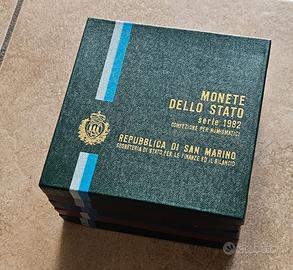 MONETE
DELLO STATO
serie 1982
CONFEZIONE PER NUMISMATICI
REPUBBLICA DI SAN MARINO
SEGRETERIA DI STATO PER LE FINANZE ED IL BILANCIO